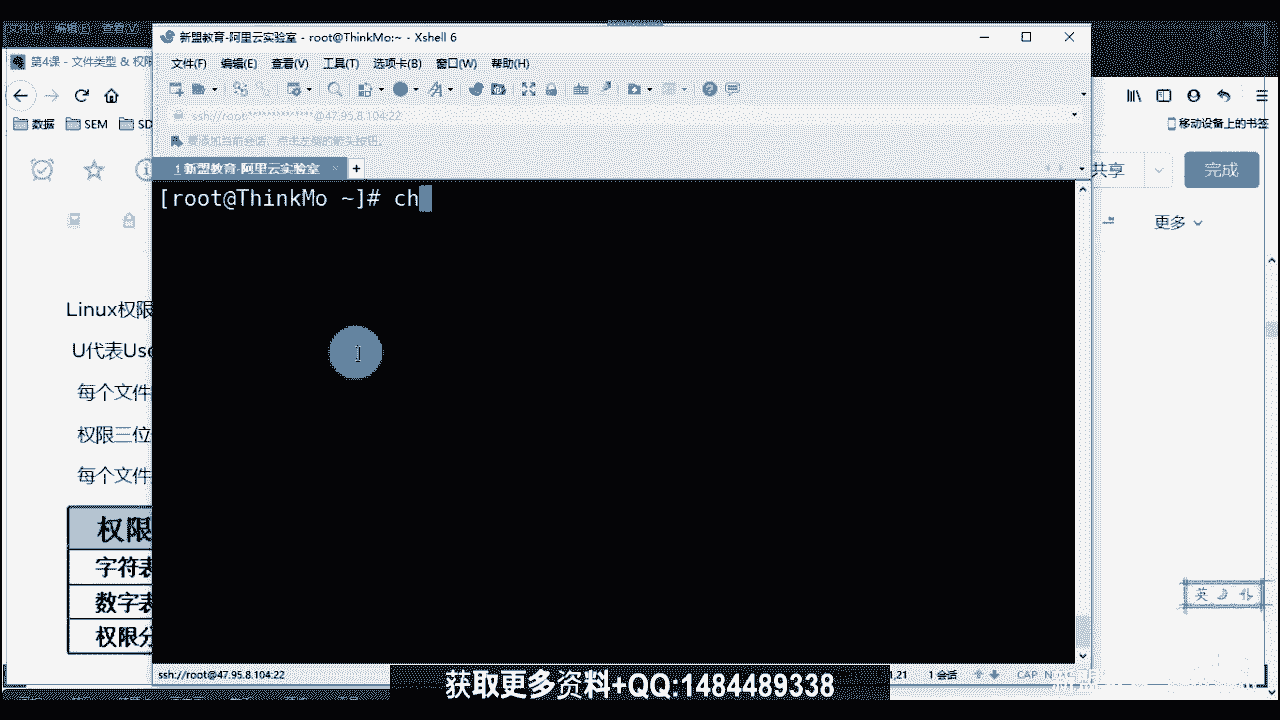 文件(F) 编辑(E) 查看(V)
新盟教育-阿里云实验室 - root@ThinkMo:~ - Xshell 6
文件(F) 编辑(E) 查看(V) 工具(T) 选项卡(B) 窗口(W) 帮助(H)
第4课 - 文件类型 & 权限
ssh://root:**************@47.95.8.104:22
要添加当前会话，点击左侧的箭头按钮。
数据 SEM SD
移动设备上的书签
1 新盟教育-阿里云实验室
共享
完成
[root@ThinkMo ~]# ch
更多
Linux权限
U代表Use
每个文件
权限三位
每个文件
权限
字符表
数字表
权限分
英
ssh://root@47.95.8.104:22
1 会话
CAP
获取更多资料+QQ:1484489338